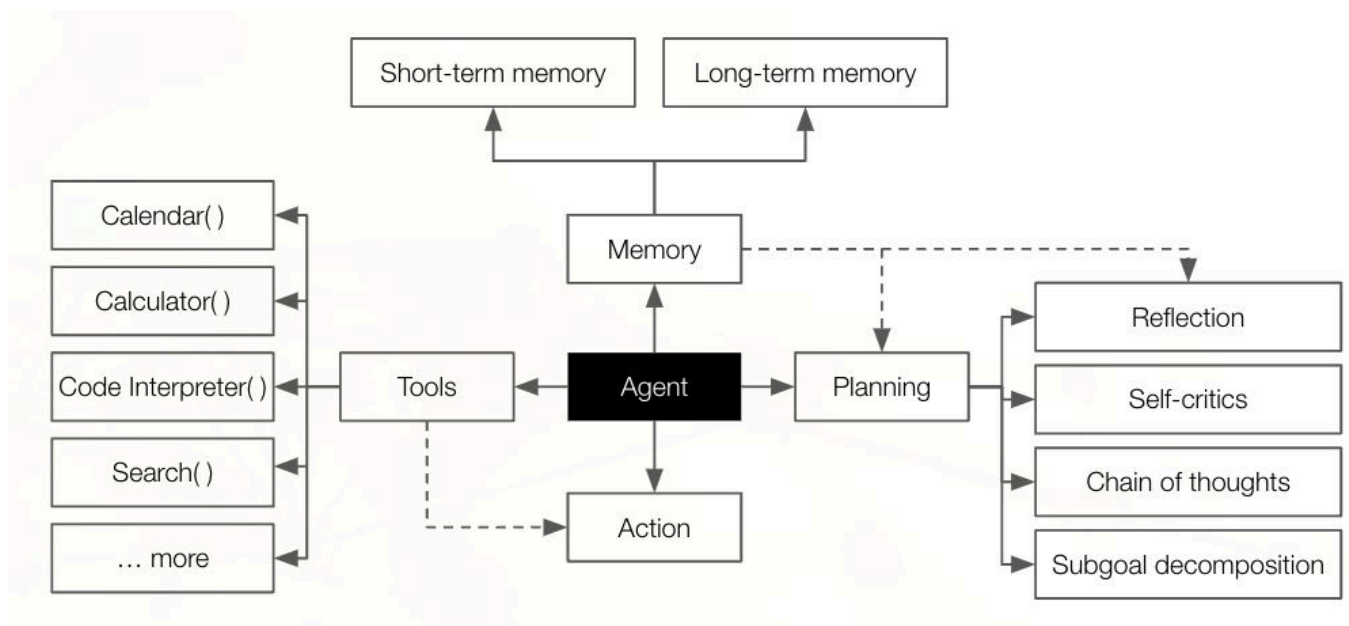 Short-term memory
Long-term memory
Calendar( )
Memory
Calculator( )
Reflection
Code Interpreter( )
Tools
Agent
Planning
Self-critics
Search( )
Chain of thoughts
Action
... more
Subgoal decomposition